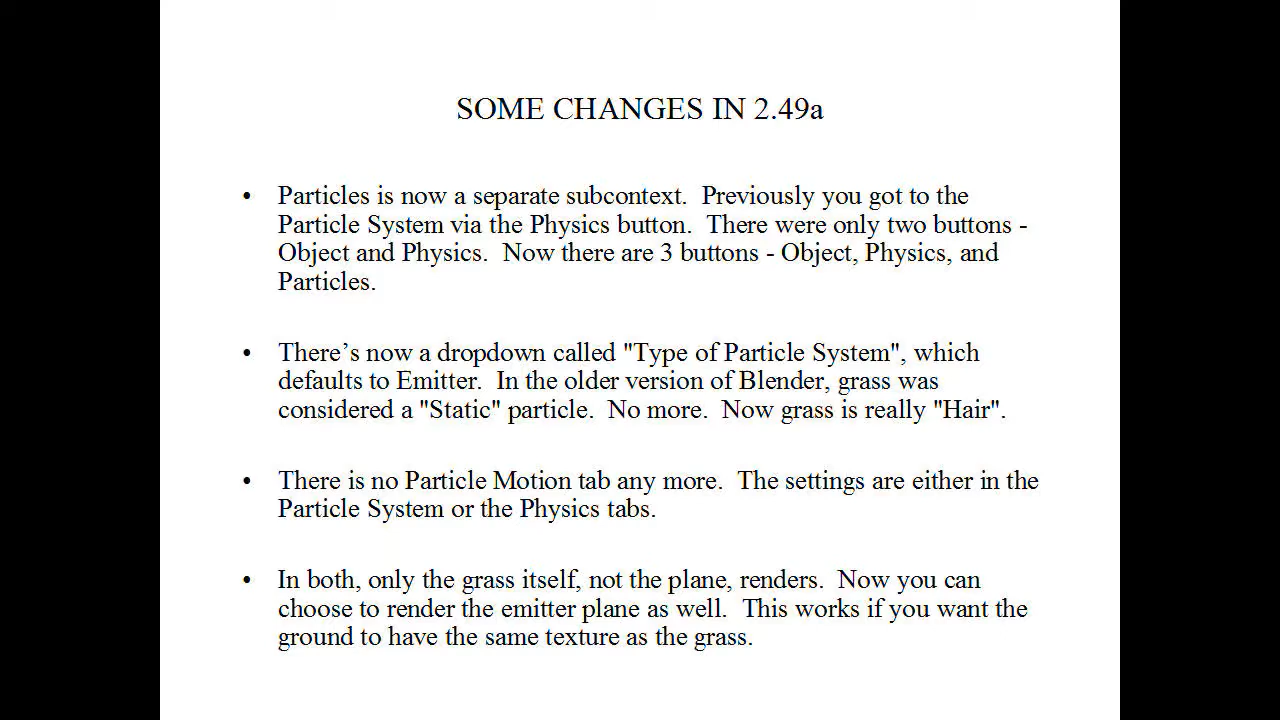 SOME CHANGES IN 2.49a
• Particles is now a separate subcontext.  Previously you got to the
Particle System via the Physics button.  There were only two buttons -
Object and Physics.  Now there are 3 buttons - Object, Physics, and
Particles.
• There’s now a dropdown called "Type of Particle System", which
defaults to Emitter.  In the older version of Blender, grass was
considered a "Static" particle.  No more.  Now grass is really "Hair".
• There is no Particle Motion tab any more.  The settings are either in the
Particle System or the Physics tabs.
• In both, only the grass itself, not the plane, renders.  Now you can
choose to render the emitter plane as well.  This works if you want the
ground to have the same texture as the grass.